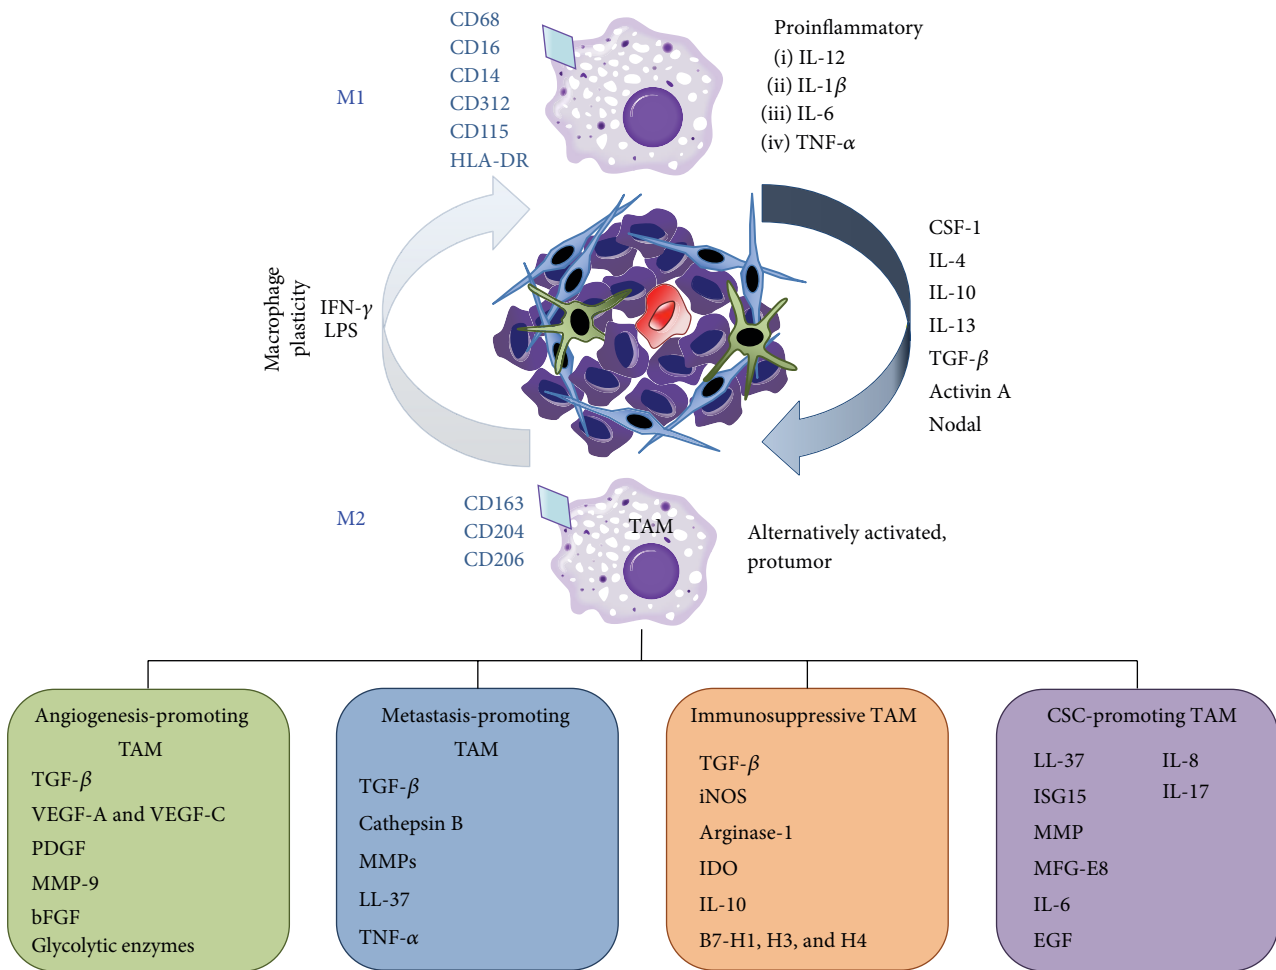 M1
CD68
CD16
CD14
CD312
CD115
HLA-DR
Proinflammatory
(i) IL-12
(ii) IL-1β
(iii) IL-6
(iv) TNF-α
Macrophage
plasticity
IFN-γ
LPS
CSF-1
IL-4
IL-10
IL-13
TGF-β
Activin A
Nodal
M2
CD163
CD204
CD206
TAM
Alternatively activated,
protumor
Angiogenesis-promoting
TAM
TGF-β
VEGF-A and VEGF-C
PDGF
MMP-9
bFGF
Glycolytic enzymes
Metastasis-promoting
TAM
TGF-β
Cathepsin B
MMPs
LL-37
TNF-α
Immunosuppressive TAM
TGF-β
iNOS
Arginase-1
IDO
IL-10
B7-H1, H3, and H4
CSC-promoting TAM
LL-37
ISG15
MMP
MFG-E8
IL-6
EGF
IL-8
IL-17